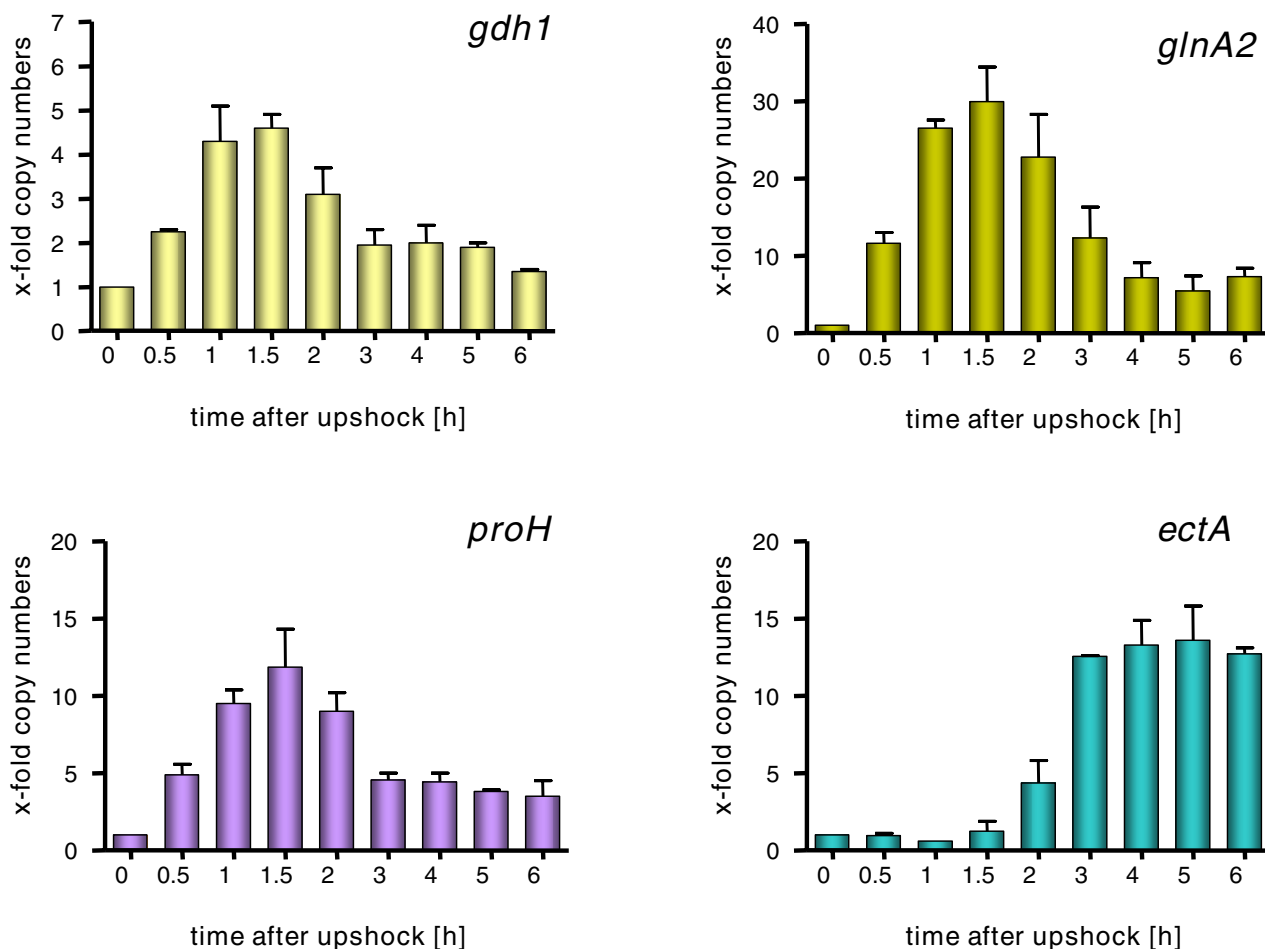 gdh1
x-fold copy numbers
7
6
5
4
3
2
1
0
0 0.5 1 1.5 2 3 4 5 6
time after upshock [h]
glnA2
x-fold copy numbers
40
30
20
10
0
0 0.5 1 1.5 2 3 4 5 6
time after upshock [h]
proH
x-fold copy numbers
20
15
10
5
0
0 0.5 1 1.5 2 3 4 5 6
time after upshock [h]
ectA
x-fold copy numbers
20
15
10
5
0
0 0.5 1 1.5 2 3 4 5 6
time after upshock [h]